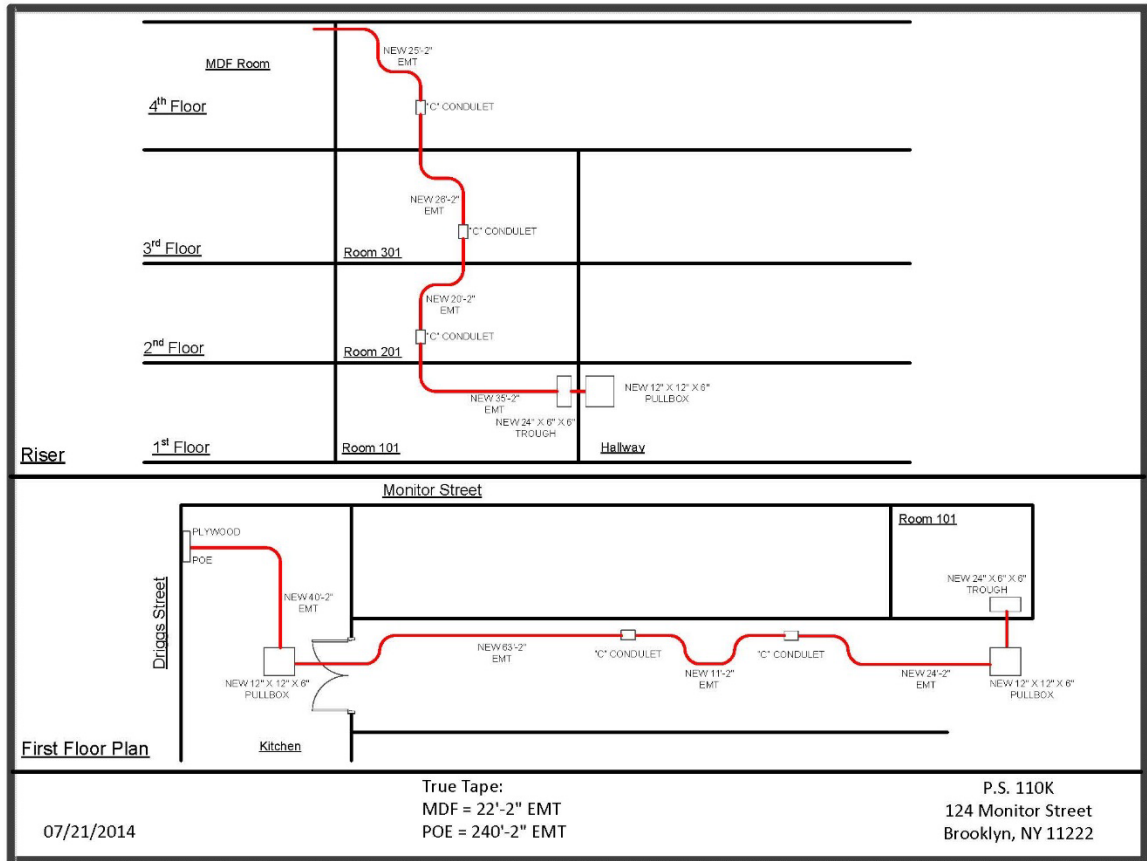 NEW 25'-2"
EMT
MDF Room
4th Floor
"C" CONDULET
NEW 26'-2"
EMT
"C" CONDULET
3rd Floor
Room 301
NEW 20'-2"
EMT
"C" CONDULET
2nd Floor
Room 201
NEW 12" X 12" X 6"
PULLBOX
NEW 35'-2"
EMT
NEW 24" X 6" X 6"
TROUGH
1st Floor
Room 101
Hallway
Riser
Monitor Street
Room 101
PLYWOOD
POE
Driggs Street
NEW 40'-2"
EMT
NEW 24" X 6" X 6"
TROUGH
NEW 63'-2"
EMT
"C" CONDULET
NEW 11'-2"
EMT
"C" CONDULET
NEW 24'-2"
EMT
NEW 12" X 12" X 6"
PULLBOX
NEW 12" X 12" X 6"
PULLBOX
First Floor Plan
Kitchen
07/21/2014
True Tape:
MDF = 22'-2" EMT
POE = 240'-2" EMT
P.S. 110K
124 Monitor Street
Brooklyn, NY 11222